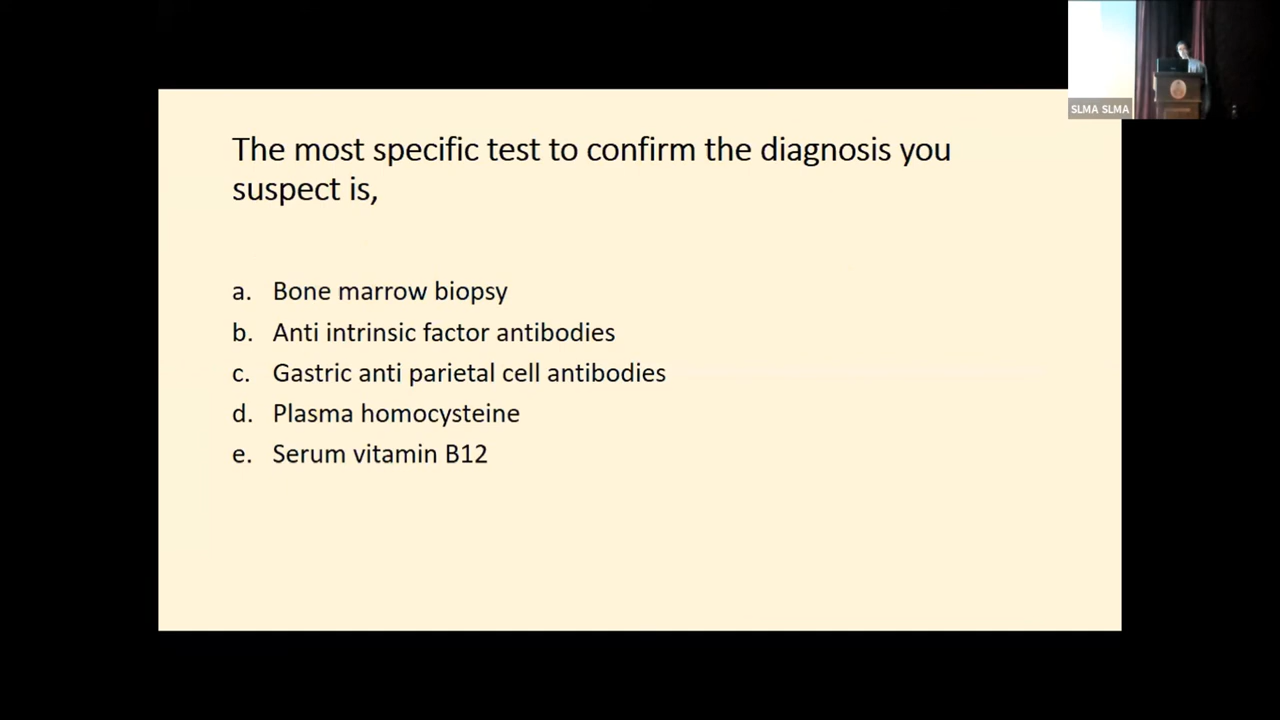 SLMA SLMA
The most specific test to confirm the diagnosis you
suspect is,
a. Bone marrow biopsy
b. Anti intrinsic factor antibodies
c. Gastric anti parietal cell antibodies
d. Plasma homocysteine
e. Serum vitamin B12